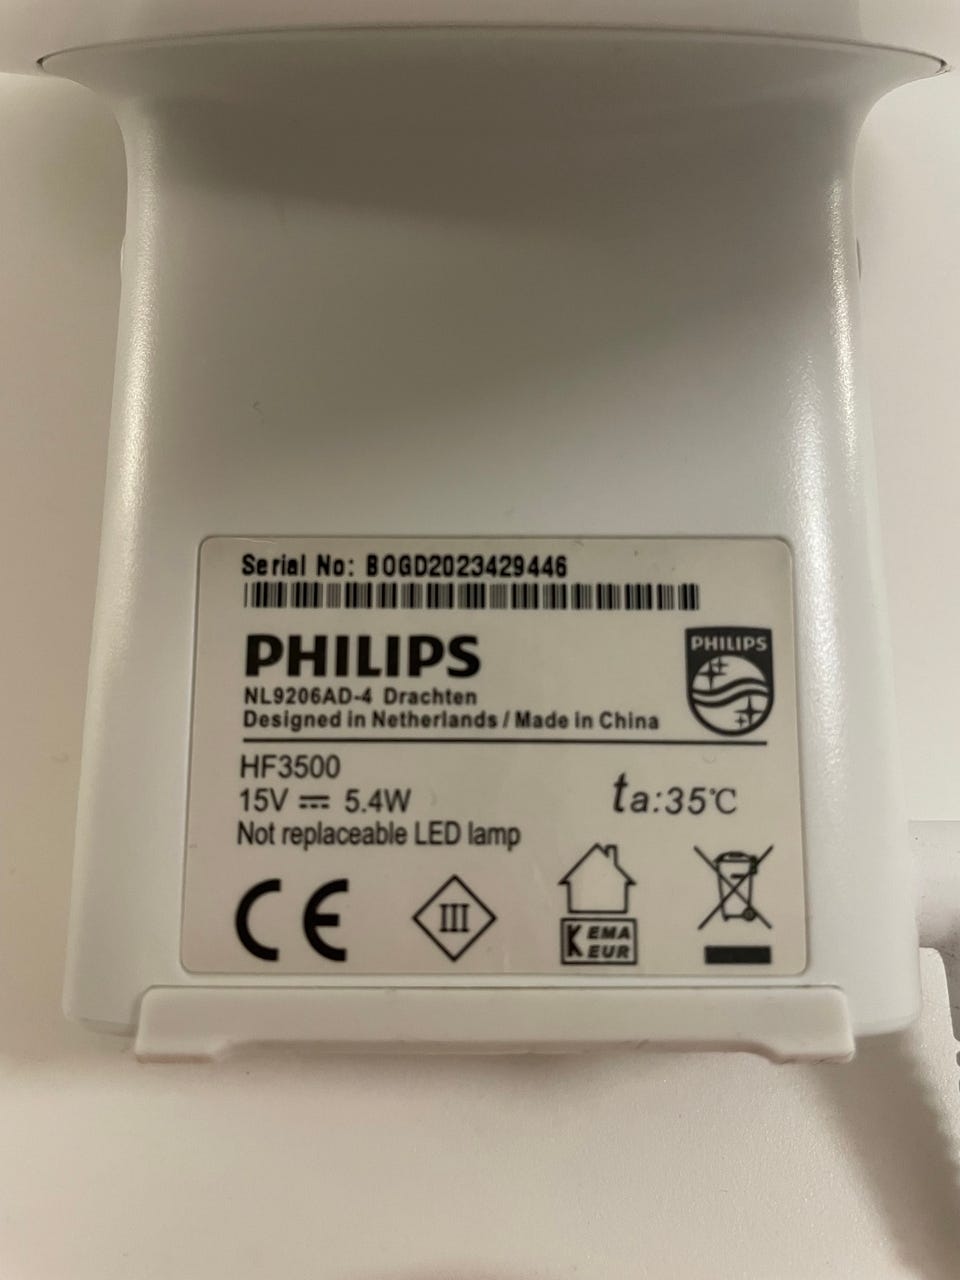 Serial No: BOGD2023429446
PHILIPS
PHILIPS
NL9206AD-4 Drachten
Designed in Netherlands / Made in China
HF3500
15V ⎓ 5.4W
ta:35℃
Not replaceable LED lamp
CE
III
KEMA
EUR